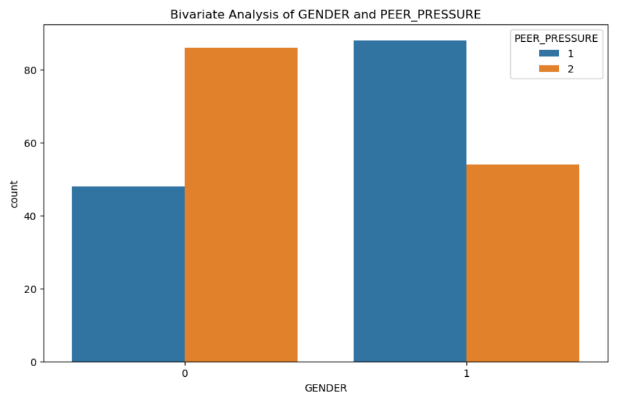 Bivariate Analysis of GENDER and PEER_PRESSURE
PEER_PRESSURE
1
2
80
60
40
20
0
count
0
1
GENDER